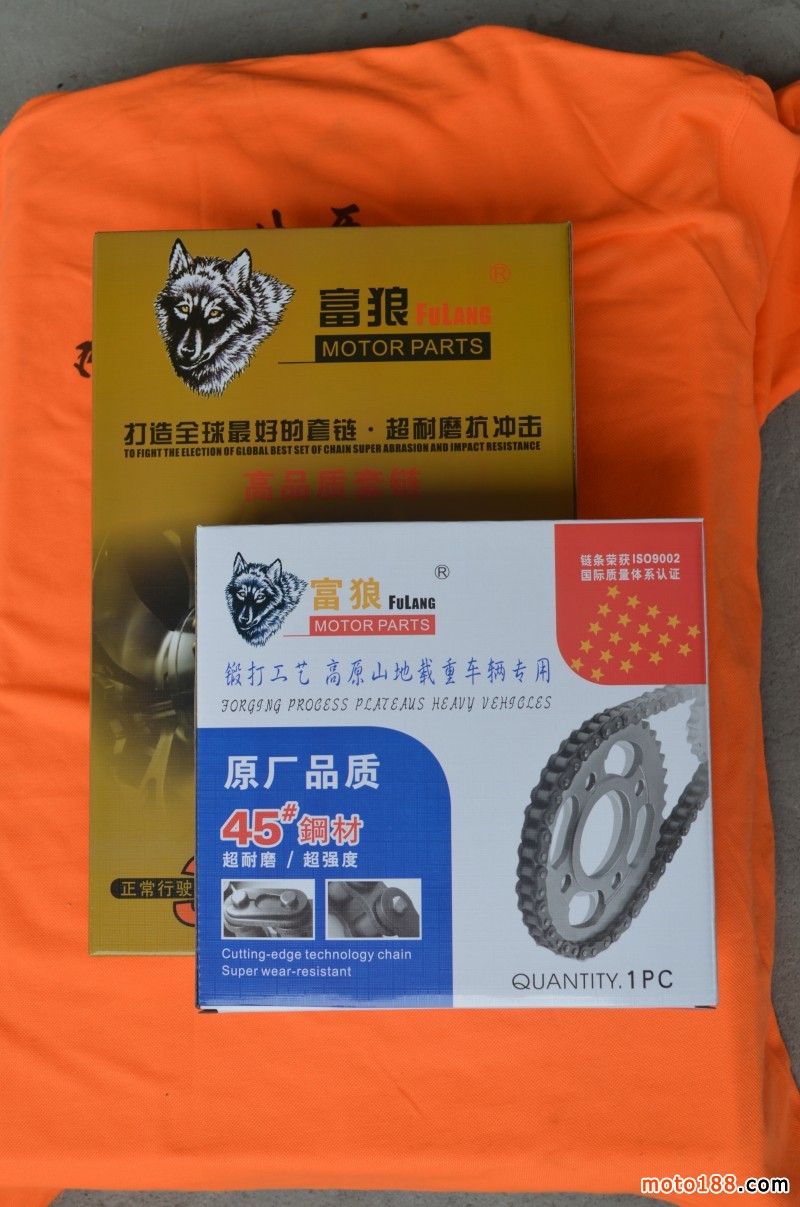 ®
富狼 FULANG
MOTOR PARTS
打造全球最好的套链·超耐磨抗冲击
TO FIGHT THE ELECTION OF GLOBAL BEST SET OF CHAIN SUPER ABRASION AND IMPACT RESISTANCE
高品质套链
正常行驶
链条荣获ISO9002
国际质量体系认证
®
富狼 FULANG
MOTOR PARTS
锻打工艺 高原山地载重车辆专用
FORGING PROCESS PLATEAUS HEAVY VEHICLES
原厂品质
45#鋼材
超耐磨 / 超强度
Cutting-edge technology chain
Super wear-resistant
QUANTITY.1PC
moto188.com